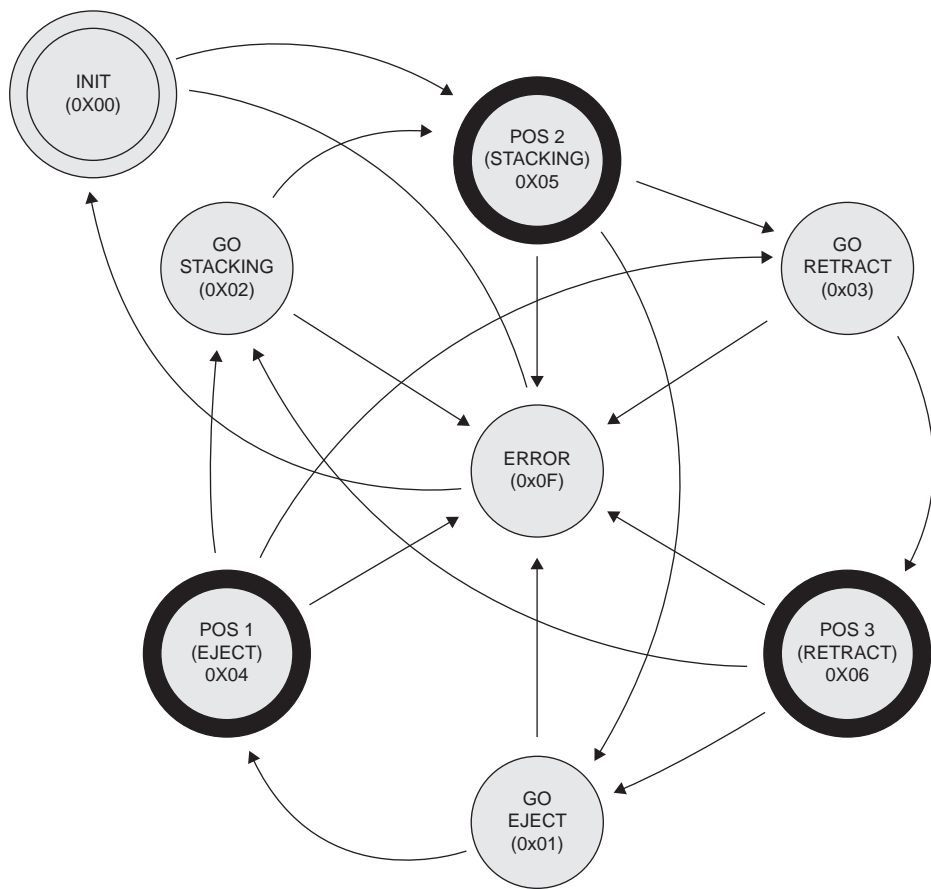 INIT
(0X00)
POS 2
(STACKING)
0X05
GO
STACKING
(0X02)
GO
RETRACT
(0x03)
ERROR
(0x0F)
POS 1
(EJECT)
0X04
POS 3
(RETRACT)
0X06
GO
EJECT
(0x01)